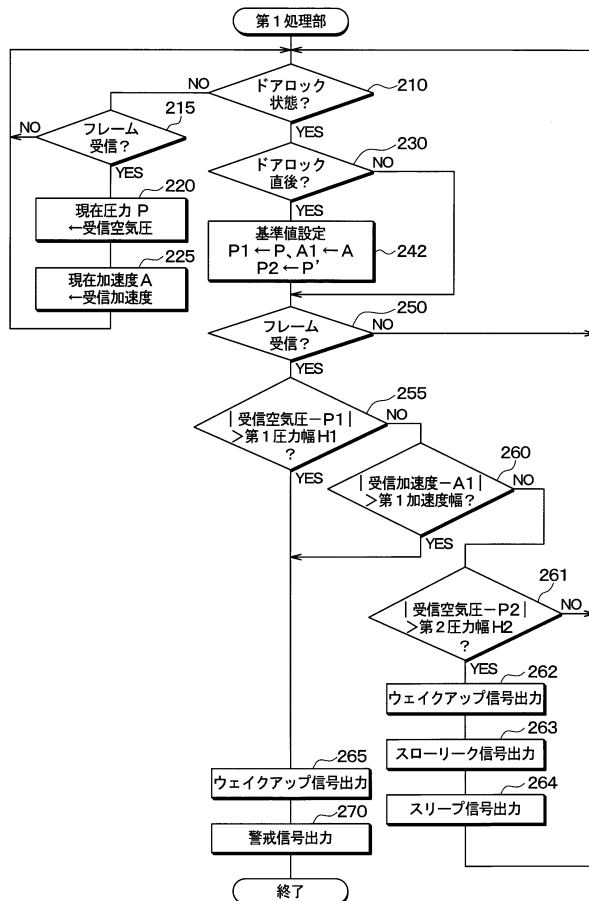 第1処理部
ドアロック
状態？
210
NO
YES
215
フレーム
受信？
NO
YES
220
現在圧力 P
←受信空気圧
225
現在加速度 A
←受信加速度
230
ドアロック
直後？
NO
YES
基準値設定
P1←P、A1←A
P2←P'
242
250
フレーム
受信？
NO
YES
255
｜受信空気圧－P1｜
＞第1圧力幅H1
？
NO
YES
260
｜受信加速度－A1｜
＞第1加速度幅？
NO
YES
261
｜受信空気圧－P2｜
＞第2圧力幅H2
？
NO
YES
262
ウェイクアップ信号出力
263
スローリーク信号出力
264
スリープ信号出力
265
ウェイクアップ信号出力
270
警戒信号出力
終了